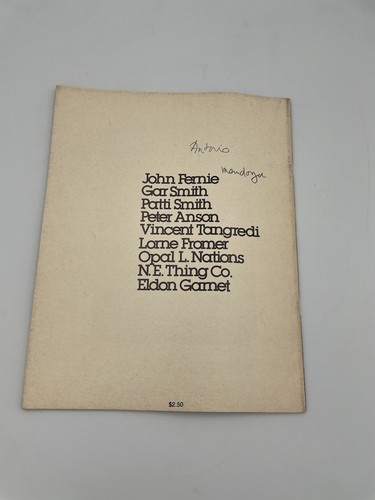 Antonio
John Fernie
Gar Smith
Patti Smith
Peter Anson
Vincent Tangredi
Lorne Fromer
Opal L. Nations
N.E. Thing Co.
Eldon Garnet
$2.50